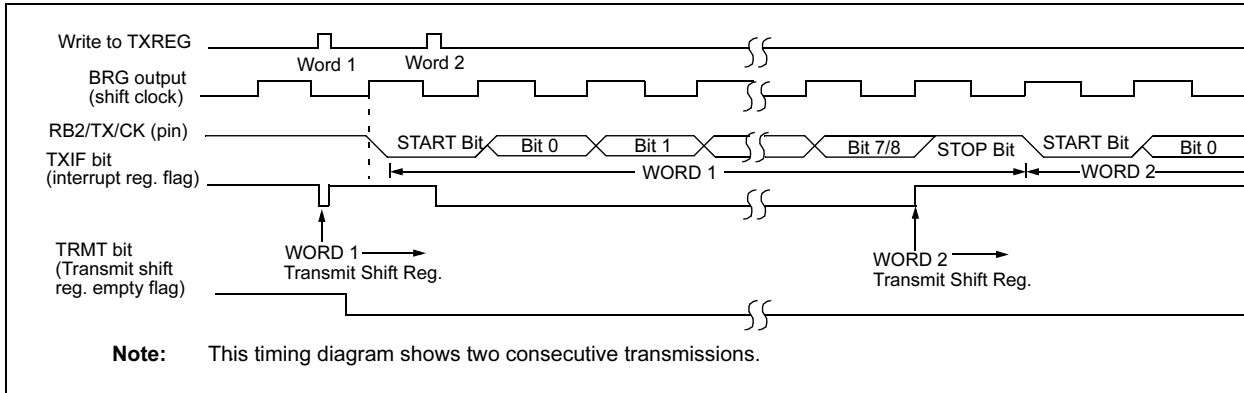 Write to TXREG
Word 1
Word 2
BRG output
(shift clock)
RB2/TX/CK (pin)
START Bit
Bit 0
Bit 1
Bit 7/8
STOP Bit
START Bit
Bit 0
TXIF bit
(interrupt reg. flag)
WORD 1
WORD 2
TRMT bit
(Transmit shift
reg. empty flag)
WORD 1
Transmit Shift Reg.
WORD 2
Transmit Shift Reg.
Note: This timing diagram shows two consecutive transmissions.